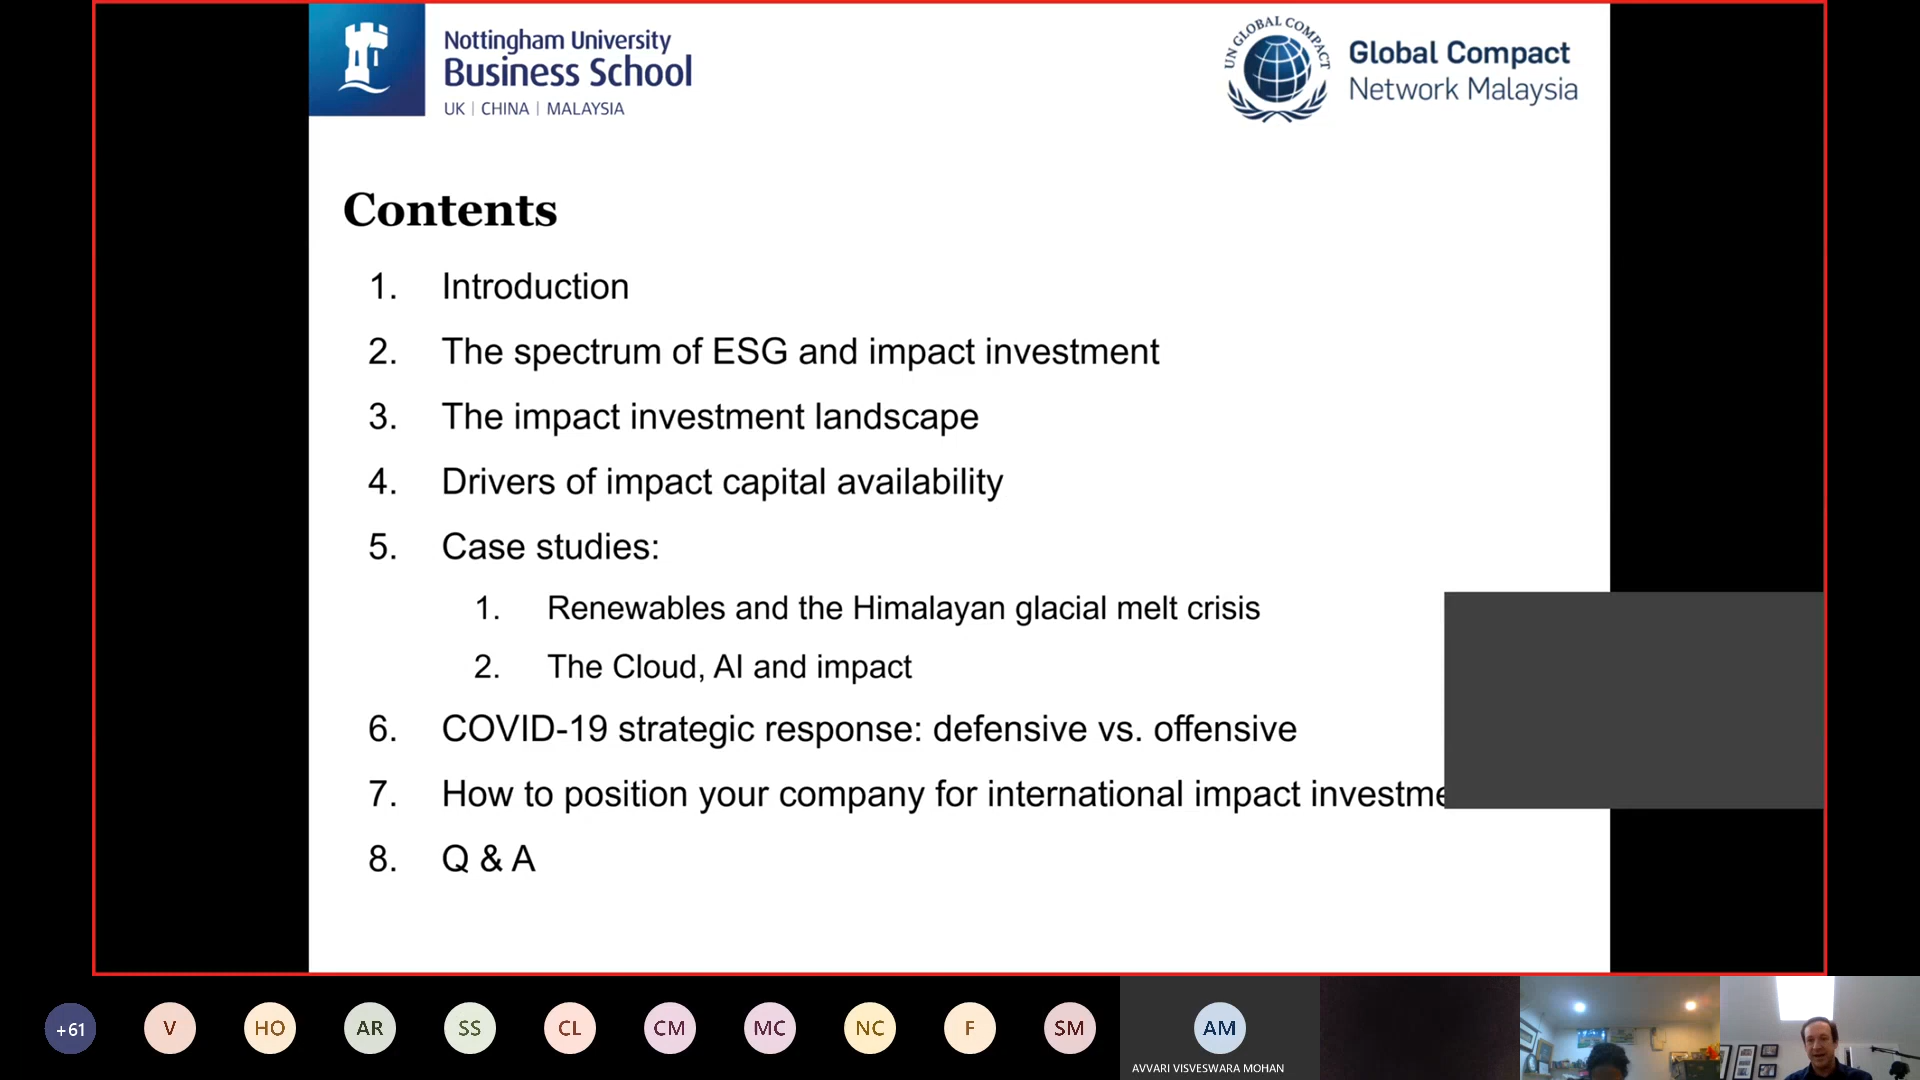 Nottingham University
Business School
UK | CHINA | MALAYSIA
UN GLOBAL COMPACT
Global Compact
Network Malaysia
Contents
1. Introduction
2. The spectrum of ESG and impact investment
3. The impact investment landscape
4. Drivers of impact capital availability
5. Case studies:
1. Renewables and the Himalayan glacial melt crisis
2. The Cloud, AI and impact
6. COVID-19 strategic response: defensive vs. offensive
7. How to position your company for international impact investme
8. Q & A
+61 V HO AR SS CL CM MC NC F SM AM
AVVARI VISVESWARA MOHAN